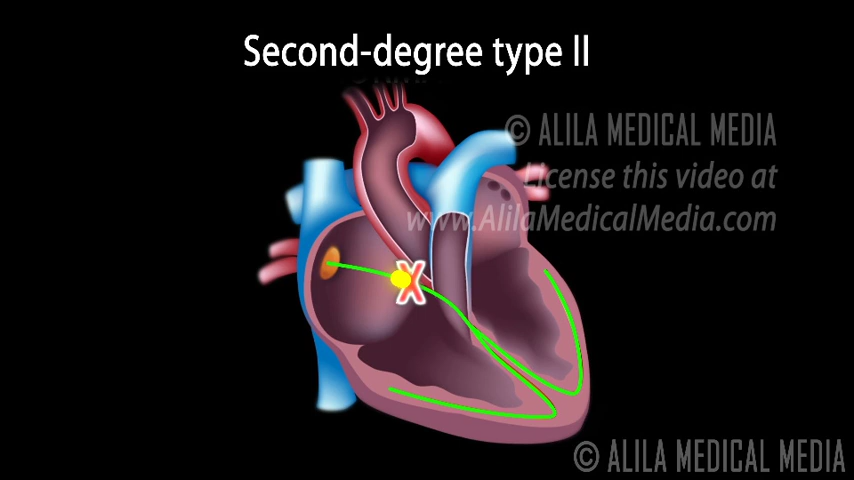 Second-degree type II
© ALILA MEDICAL MEDIA
License this video at
www.AlilaMedicalMedia.com
X
© ALILA MEDICAL MEDIA